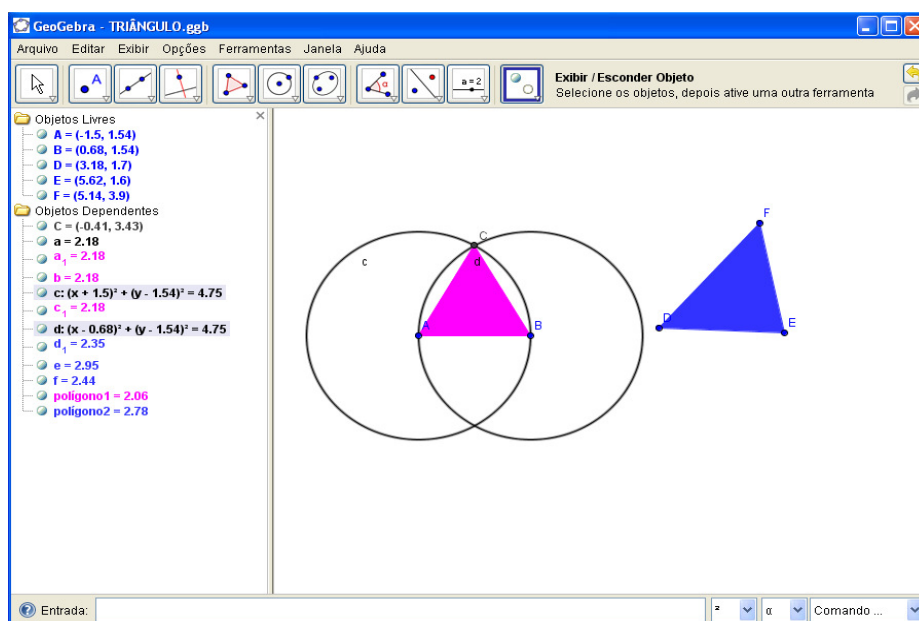 GeoGebra - TRIÂNGULO.ggb
Arquivo Editar Exibir Opções Ferramentas Janela Ajuda
A
α
a = 2
Exibir / Esconder Objeto
Selecione os objetos, depois ative uma outra ferramenta
Objetos Livres
A = (-1.5, 1.54)
B = (0.68, 1.54)
D = (3.18, 1.7)
E = (5.62, 1.6)
F = (5.14, 3.9)
Objetos Dependentes
C = (-0.41, 3.43)
a = 2.18
a₁ = 2.18
b = 2.18
c: (x + 1.5)² + (y - 1.54)² = 4.75
c₁ = 2.18
d: (x - 0.68)² + (y - 1.54)² = 4.75
d₁ = 2.35
e = 2.95
f = 2.44
polígono1 = 2.06
polígono2 = 2.78
F
C
c
d
A
B
D
E
Entrada:
²
α
Comando ...